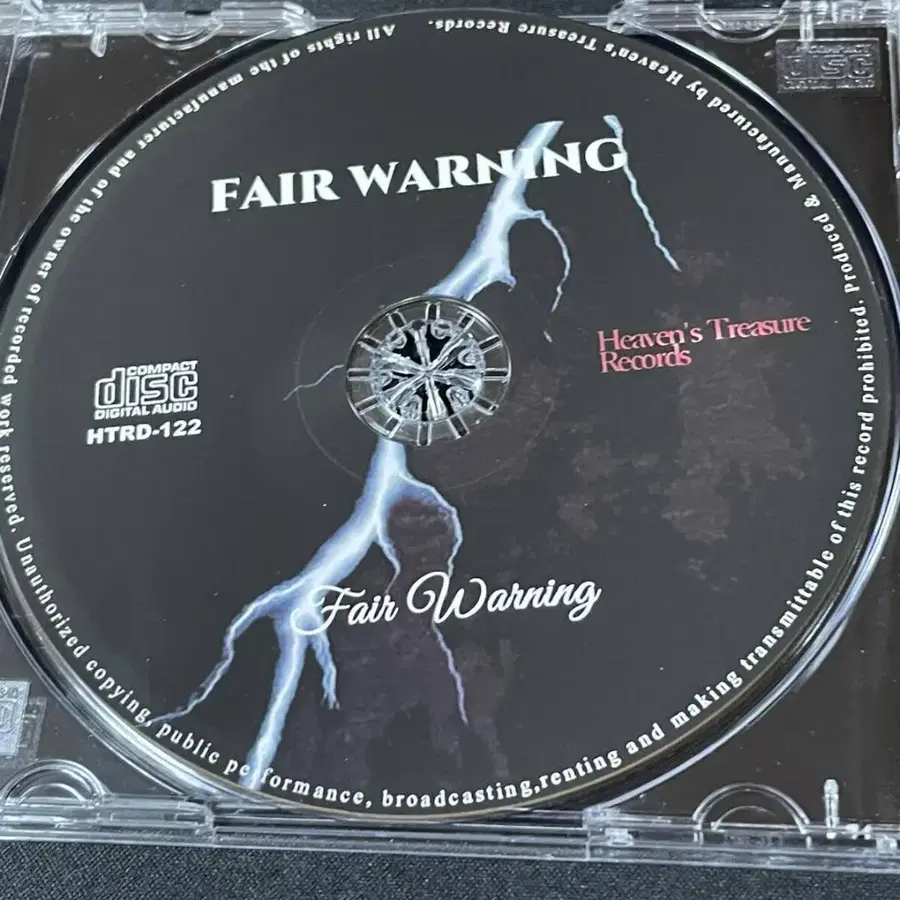 FAIR WARNING
Heaven's Treasure
Records
COMPACT
disc
DIGITAL AUDIO
HTRD-122
Fair Warning
All rights of the manufacturer and of the owner of recorded work reserved. Unauthorized copying, public performance, broadcasting,renting and making transmittable of this record prohibited. Produced & Manufactured by Heaven's Treasure Records.
COMPACT
disc